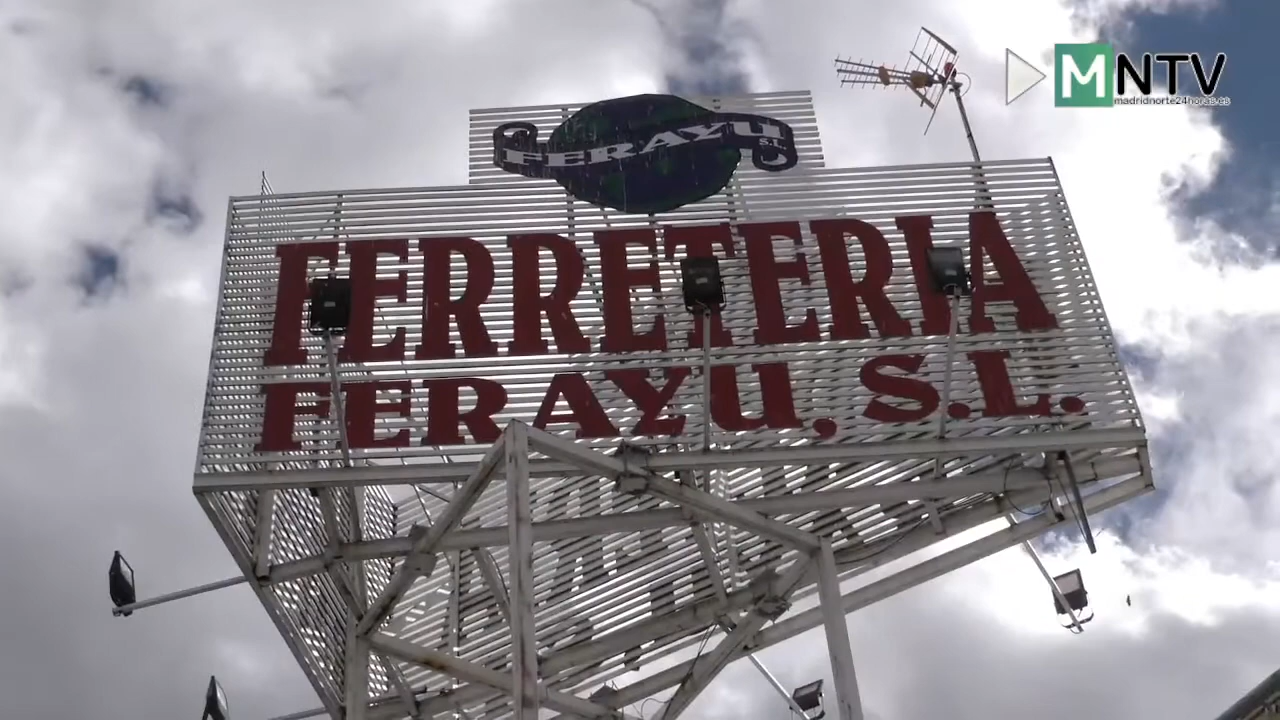 MNTV
madridnorte24horas.es
FERAYU
S.L.
FERRETERIA
FERAYU, S.L.